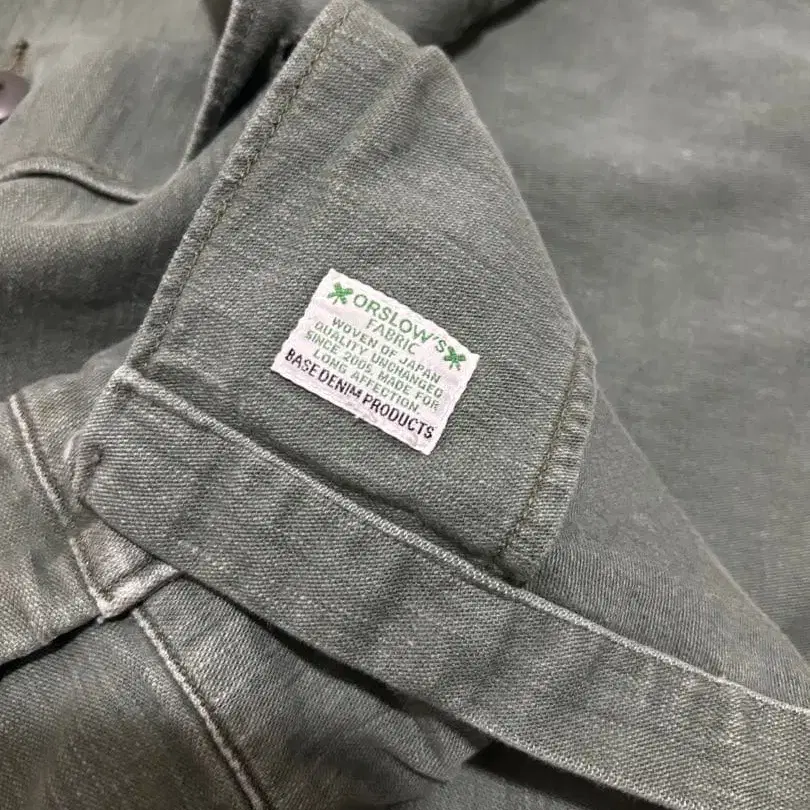 ORSLOW'S
FABRIC
WOVEN OF JAPAN
QUALITY UNCHANGED
SINCE 2005, MADE FOR
LONG AFFECTION.
BASE DENIM PRODUCTS